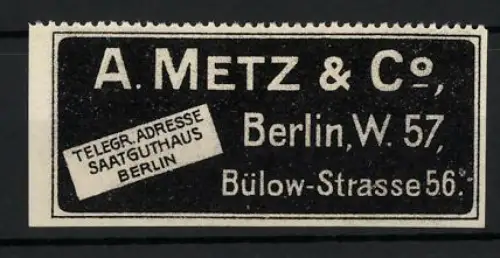 A. METZ & Cº,
Berlin, W. 57,
Bülow-Strasse 56.
TELEGR. ADRESSE
SAATGUTHAUS
BERLIN